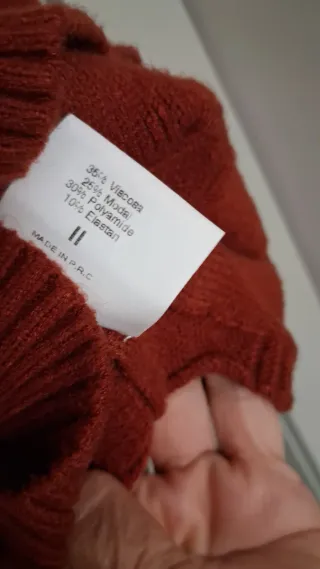 35% Viscose
25% Modal
30% Polyamide
10% Elastan
II
MADE IN P.R.C